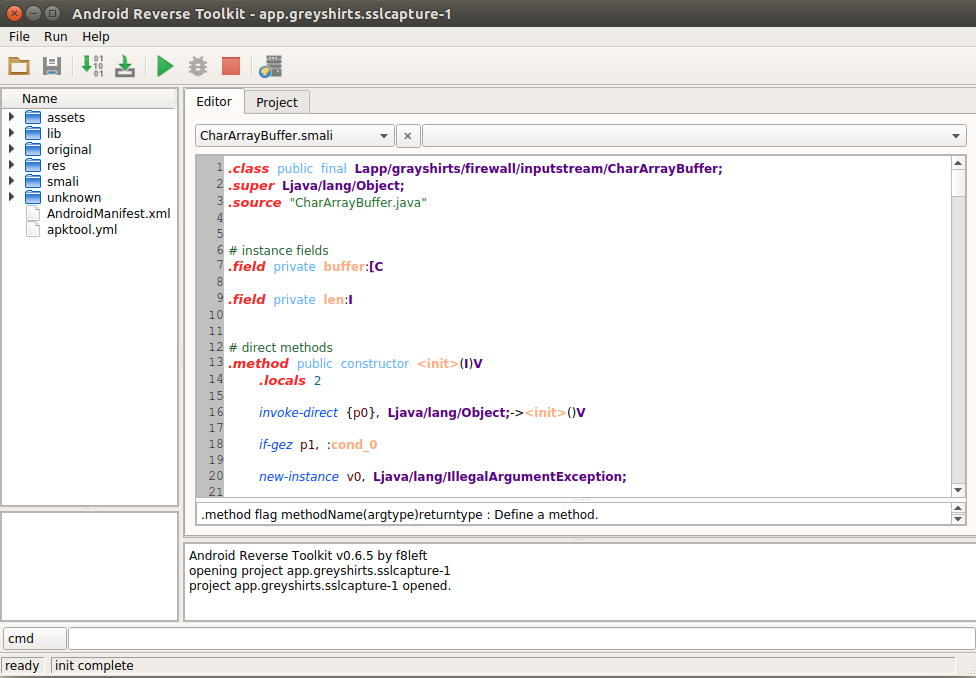 Android Reverse Toolkit - app.greyshirts.sslcapture-1
File Run Help
Name
assets
lib
original
res
smali
unknown
AndroidManifest.xml
apktool.yml
Editor Project
CharArrayBuffer.smali
1 .class public final Lapp/grayshirts/firewall/inputstream/CharArrayBuffer;
2 .super Ljava/lang/Object;
3 .source "CharArrayBuffer.java"
4
5
6 # instance fields
7 .field private buffer:[C
8
9 .field private len:I
10
11
12 # direct methods
13 .method public constructor <init>(I)V
14 .locals 2
15
16 invoke-direct {p0}, Ljava/lang/Object;-><init>()V
17
18 if-gez p1, :cond_0
19
20 new-instance v0, Ljava/lang/IllegalArgumentException;
21
.method flag methodName(argtype)returntype : Define a method.
Android Reverse Toolkit v0.6.5 by f8left
opening project app.greyshirts.sslcapture-1
project app.greyshirts.sslcapture-1 opened.
cmd
ready init complete